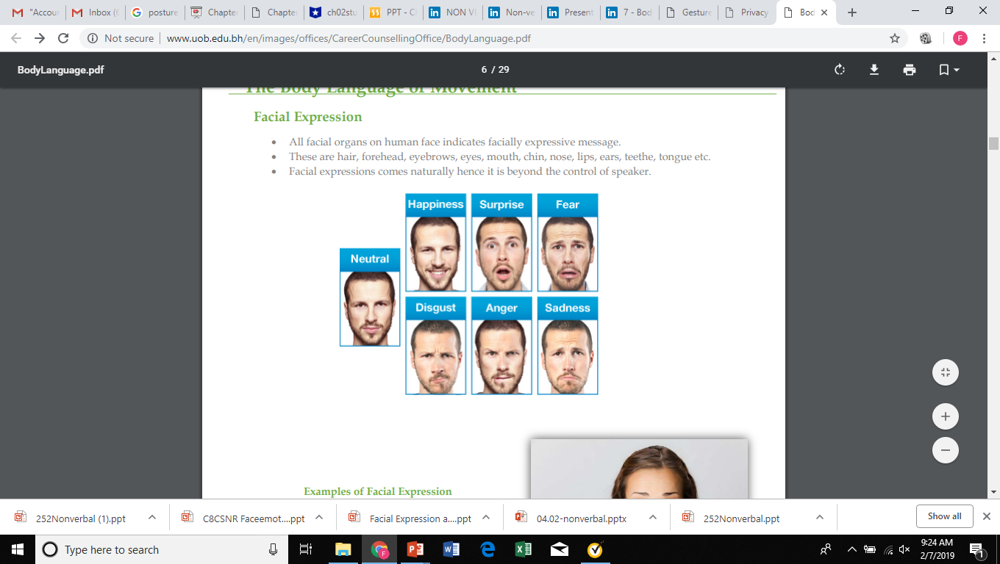 "Accour
Inbox (6
posture
Chapter
Chapter
ch02stu
PPT - C
NON VE
Non-ve
Present
7 - Bod
Gesture
Privacy
Bod
Not secure | www.uob.edu.bh/en/images/offices/CareerCounsellingOffice/BodyLanguage.pdf
F
BodyLanguage.pdf
6 / 29
The Body Language of Movement
Facial Expression
• All facial organs on human face indicates facially expressive message.
• These are hair, forehead, eyebrows, eyes, mouth, chin, nose, lips, ears, teethe, tongue etc.
• Facial expressions comes naturally hence it is beyond the control of speaker.
Happiness
Surprise
Fear
Neutral
Disgust
Anger
Sadness
Examples of Facial Expression
252Nonverbal (1).ppt
C8CSNR Faceemot....ppt
Facial Expression a....ppt
04.02-nonverbal.pptx
252Nonverbal.ppt
Show all
Type here to search
9:24 AM
2/7/2019
1